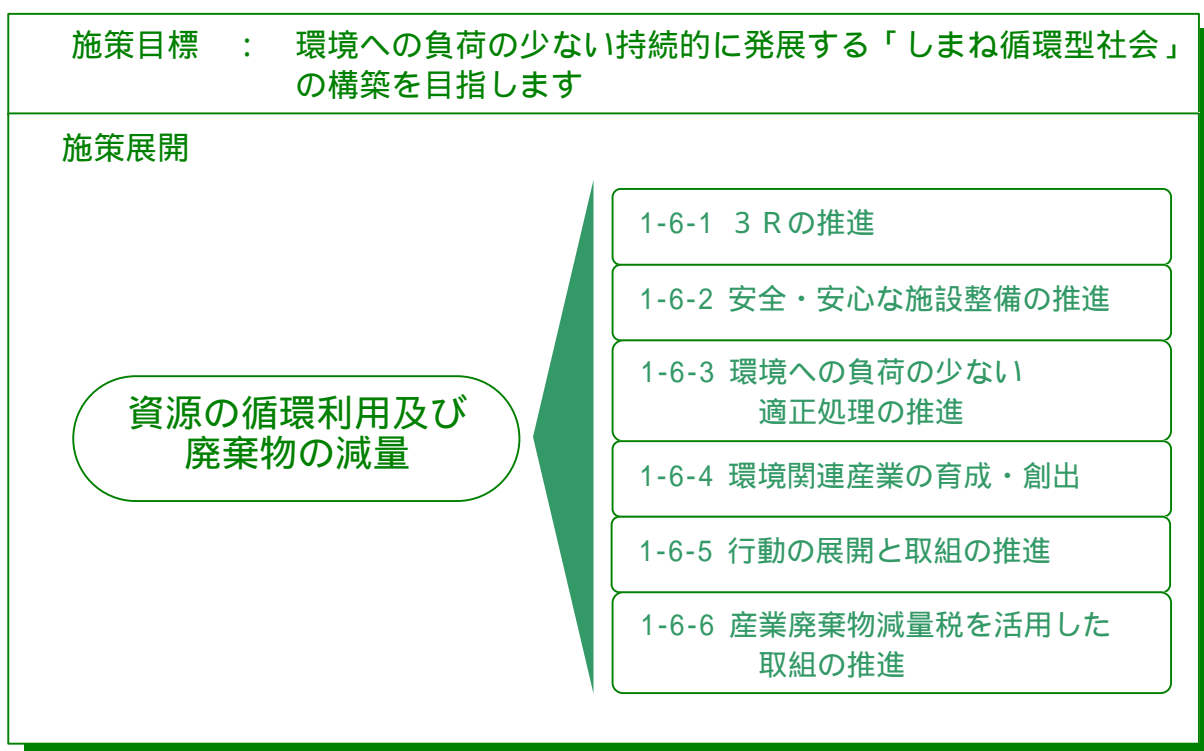 施策目標 : 環境への負荷の少ない持続的に発展する「しまね循環型社会」
の構築を目指します
施策展開
資源の循環利用及び
廃棄物の減量
1-6-1 3Rの推進
1-6-2 安全・安心な施設整備の推進
1-6-3 環境への負荷の少ない
適正処理の推進
1-6-4 環境関連産業の育成・創出
1-6-5 行動の展開と取組の推進
1-6-6 産業廃棄物減量税を活用した
取組の推進